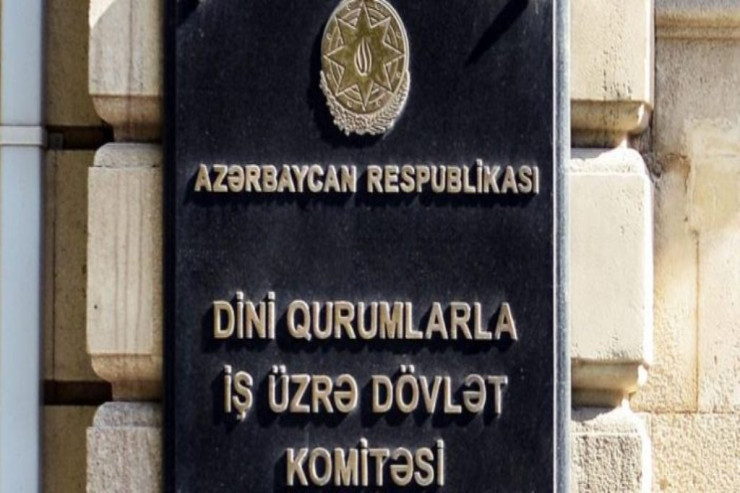 AZƏRBAYCAN RESPUBLİKASI
DİNİ QURUMLARLA
İŞ ÜZRƏ DÖVLƏT
KOMİTƏSİ